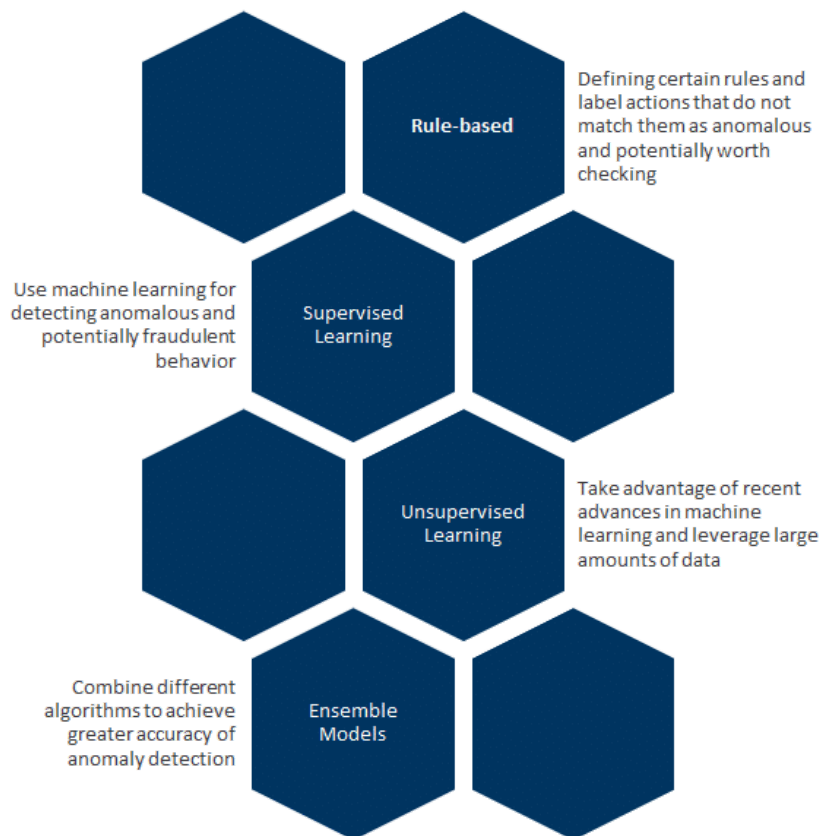 Rule-based
Defining certain rules and
label actions that do not
match them as anomalous
and potentially worth
checking
Use machine learning for
detecting anomalous and
potentially fraudulent
behavior
Supervised
Learning
Unsupervised
Learning
Take advantage of recent
advances in machine
learning and leverage large
amounts of data
Combine different
algorithms to achieve
greater accuracy of
anomaly detection
Ensemble
Models